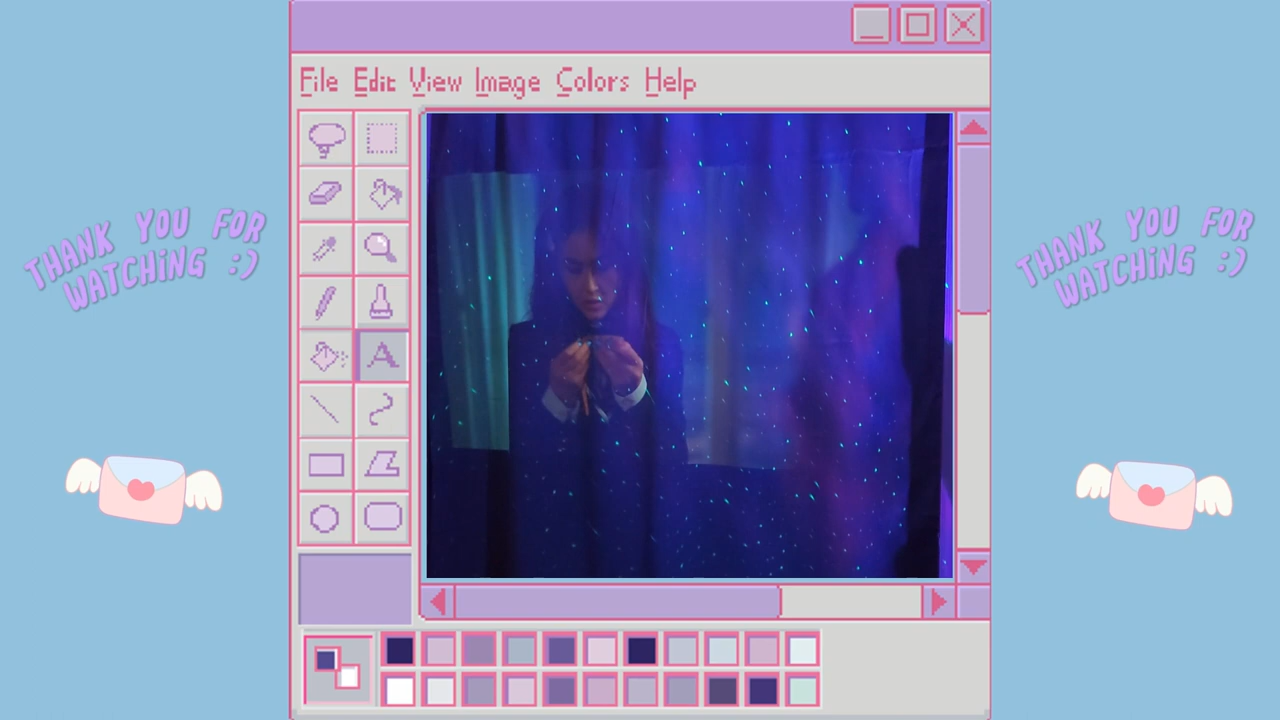 File Edit View Image Colors Help
A
THANK YOU FOR
WATCHiNG :)
THANK YOU FOR
WATCHiNG :)